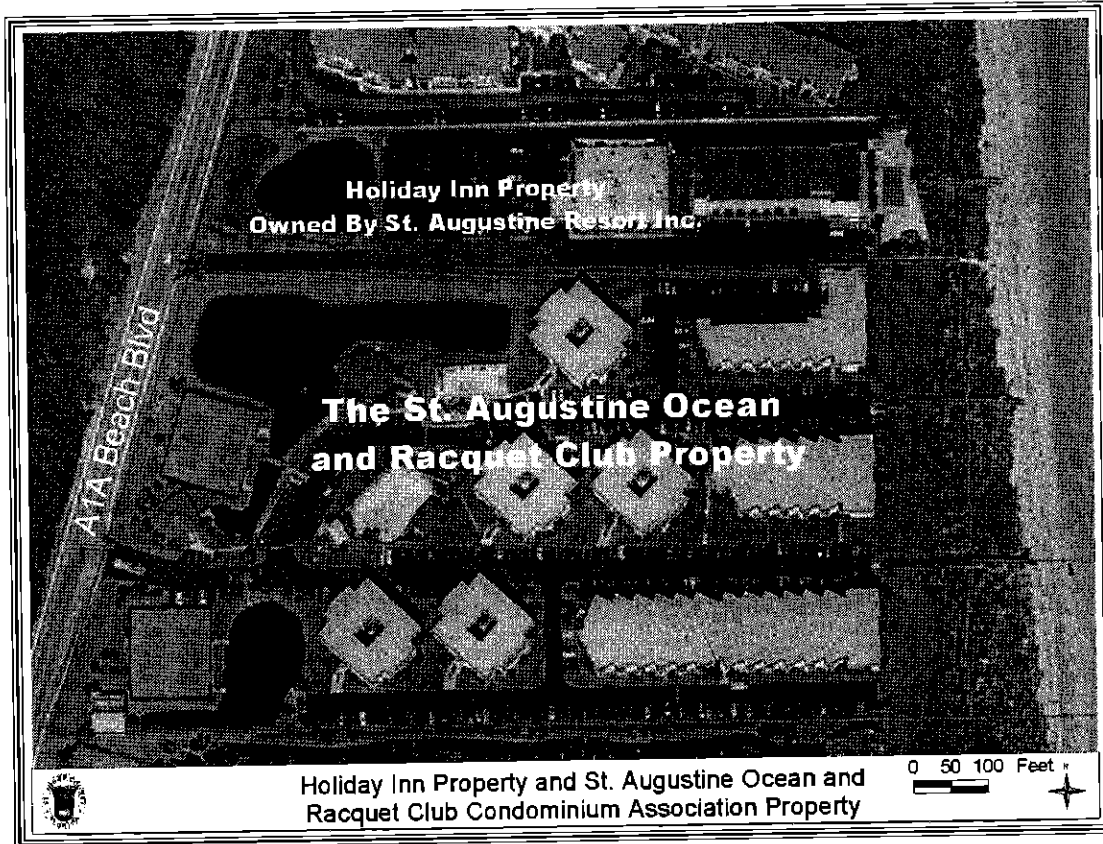 Holiday Inn Property
Owned By St. Augustine Resort Inc.
A1A Beach Blvd
The St. Augustine Ocean
and Racquet Club Property
Holiday Inn Property and St. Augustine Ocean and
Racquet Club Condominium Association Property
0 50 100 Feet
N